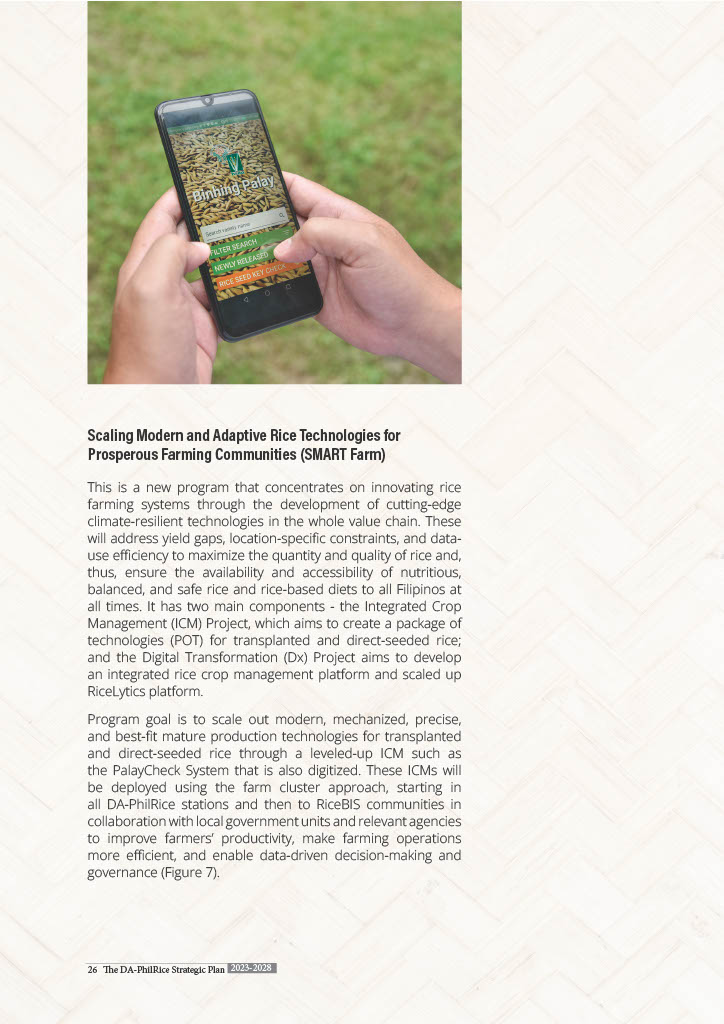 Binhing Palay
Search variety name
FILTER SEARCH
NEWLY RELEASED
RICE SEED KEY CHECK
Scaling Modern and Adaptive Rice Technologies for
Prosperous Farming Communities (SMART Farm)
This is a new program that concentrates on innovating rice
farming systems through the development of cutting-edge
climate-resilient technologies in the whole value chain. These
will address yield gaps, location-specific constraints, and data-
use efficiency to maximize the quantity and quality of rice and,
thus, ensure the availability and accessibility of nutritious,
balanced, and safe rice and rice-based diets to all Filipinos at
all times. It has two main components - the Integrated Crop
Management (ICM) Project, which aims to create a package of
technologies (POT) for transplanted and direct-seeded rice;
and the Digital Transformation (Dx) Project aims to develop
an integrated rice crop management platform and scaled up
RiceLytics platform.
Program goal is to scale out modern, mechanized, precise,
and best-fit mature production technologies for transplanted
and direct-seeded rice through a leveled-up ICM such as
the PalayCheck System that is also digitized. These ICMs will
be deployed using the farm cluster approach, starting in
all DA-PhilRice stations and then to RiceBIS communities in
collaboration with local government units and relevant agencies
to improve farmers’ productivity, make farming operations
more efficient, and enable data-driven decision-making and
governance (Figure 7).
26 The DA-PhilRice Strategic Plan 2023-2028